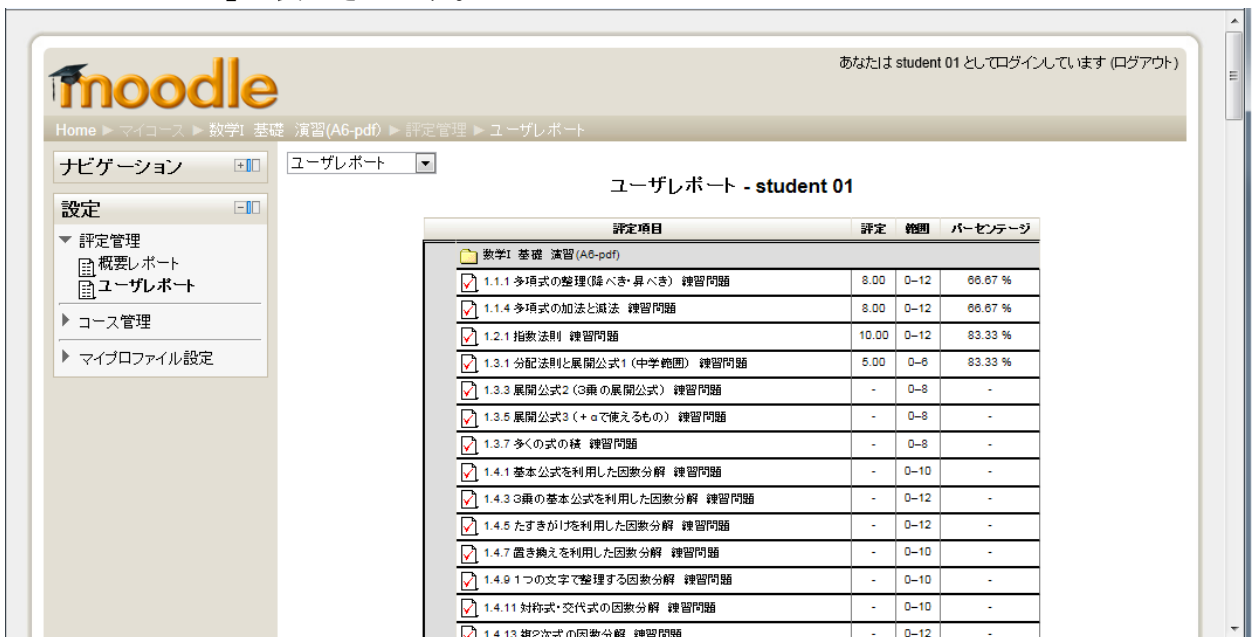 moodle
あなたは student 01 としてログインしています (ログアウト)
Home ► マイコース ► 数学I 基礎 演習(A6-pdf) ► 評定管理 ► ユーザレポート
ナビゲーション
設定
評定管理
概要レポート
ユーザレポート
コース管理
マイプロファイル設定
ユーザレポート
ユーザレポート - student 01
評定項目 評定 範囲 パーセンテージ
数学I 基礎 演習(A6-pdf)
1.1.1 多項式の整理(降べき・昇べき) 練習問題 8.00 0–12 66.67 %
1.1.4 多項式の加法と減法 練習問題 8.00 0–12 66.67 %
1.2.1 指数法則 練習問題 10.00 0–12 83.33 %
1.3.1 分配法則と展開公式1（中学範囲） 練習問題 5.00 0–6 83.33 %
1.3.3 展開公式2（3乗の展開公式） 練習問題 - 0–8 -
1.3.5 展開公式3（+αで使えるもの） 練習問題 - 0–8 -
1.3.7 多くの式の積 練習問題 - 0–8 -
1.4.1 基本公式を利用した因数分解 練習問題 - 0–10 -
1.4.3 3乗の基本公式を利用した因数分解 練習問題 - 0–12 -
1.4.5 たすきがけを利用した因数分解 練習問題 - 0–12 -
1.4.7 置き換えを利用した因数分解 練習問題 - 0–10 -
1.4.9 1つの文字で整理する因数分解 練習問題 - 0–10 -
1.4.11 対称式・交代式の因数分解 練習問題 - 0–10 -
1.4.13 複2次式の因数分解 練習問題 - 0–12 -